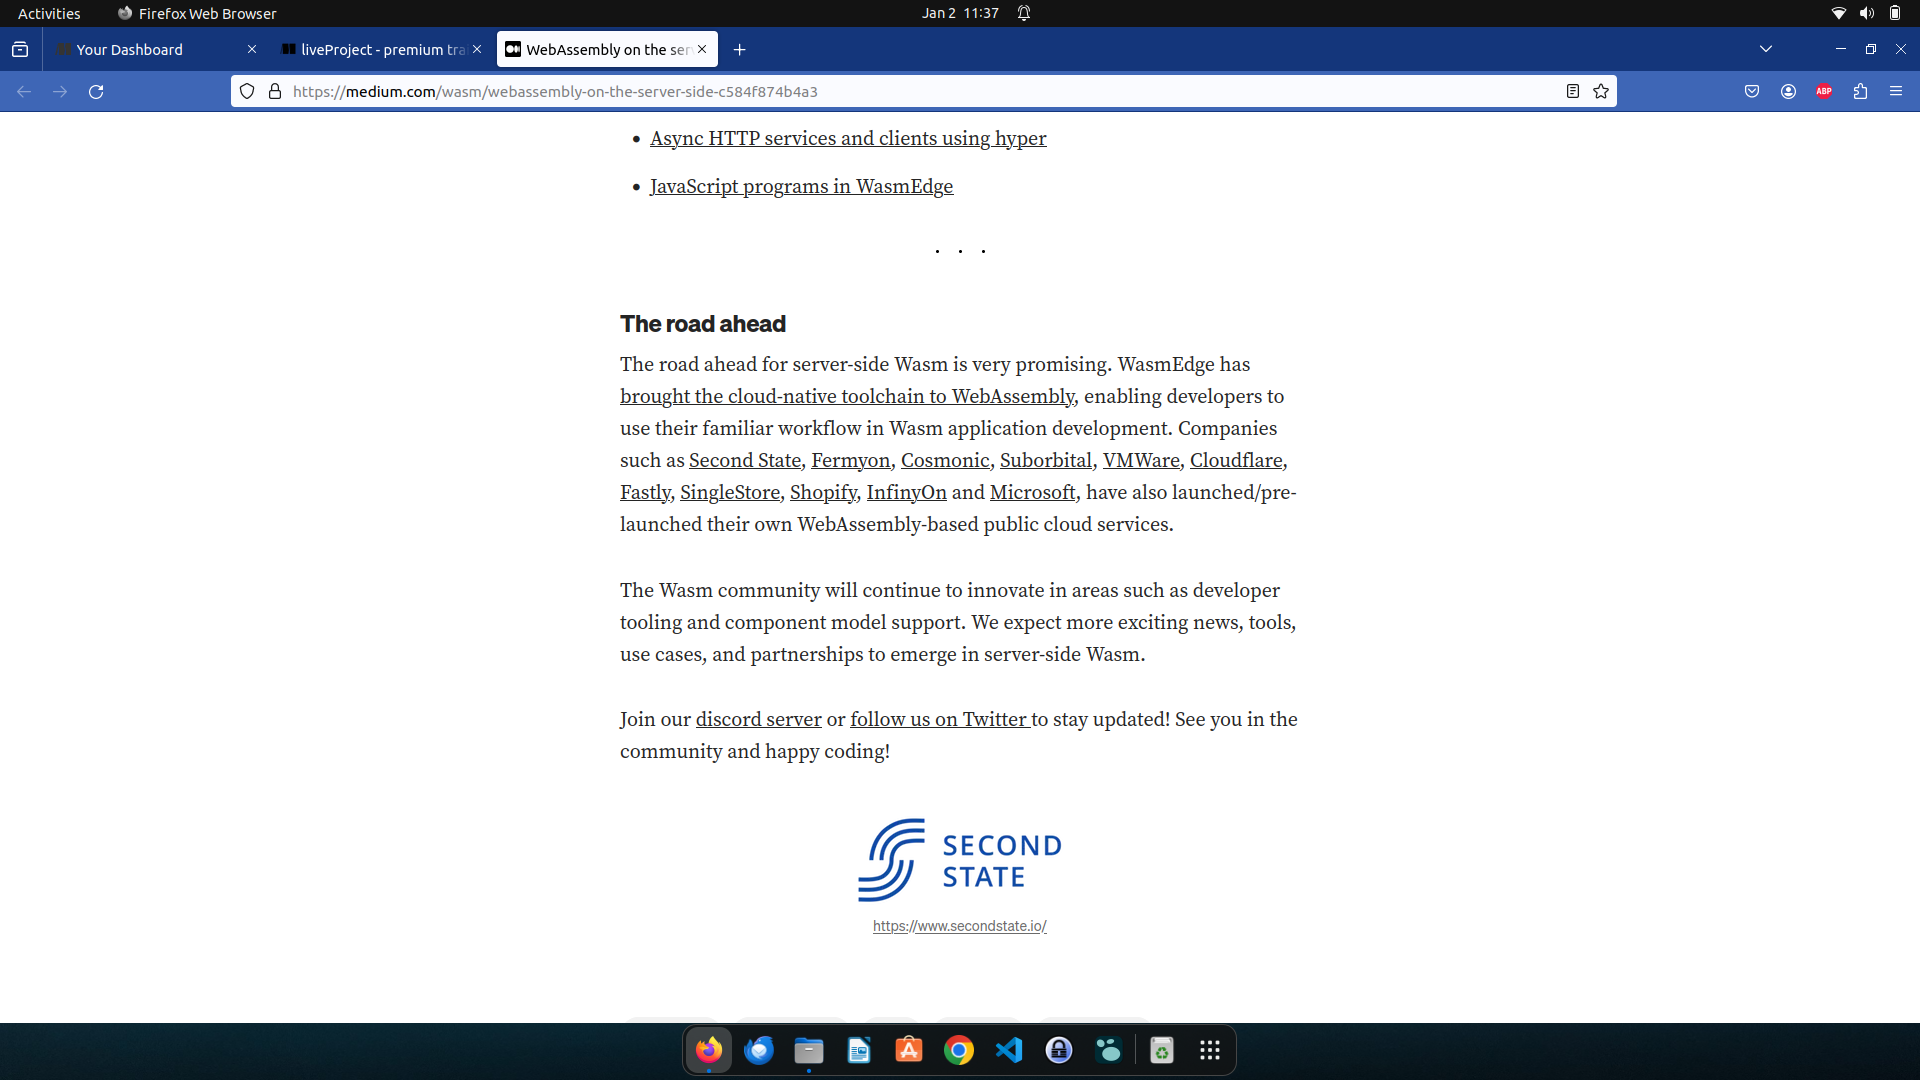 Activities
Firefox Web Browser
Jan 2 11:37
Your Dashboard
liveProject - premium tra
WebAssembly on the ser
https://medium.com/wasm/webassembly-on-the-server-side-c584f874b4a3
ABP
Async HTTP services and clients using hyper
JavaScript programs in WasmEdge
. . .
The road ahead
The road ahead for server-side Wasm is very promising. WasmEdge has
brought the cloud-native toolchain to WebAssembly, enabling developers to
use their familiar workflow in Wasm application development. Companies
such as Second State, Fermyon, Cosmonic, Suborbital, VMWare, Cloudflare,
Fastly, SingleStore, Shopify, InfinyOn and Microsoft, have also launched/pre-
launched their own WebAssembly-based public cloud services.
The Wasm community will continue to innovate in areas such as developer
tooling and component model support. We expect more exciting news, tools,
use cases, and partnerships to emerge in server-side Wasm.
Join our discord server or follow us on Twitter to stay updated! See you in the
community and happy coding!
SECOND
STATE
https://www.secondstate.io/